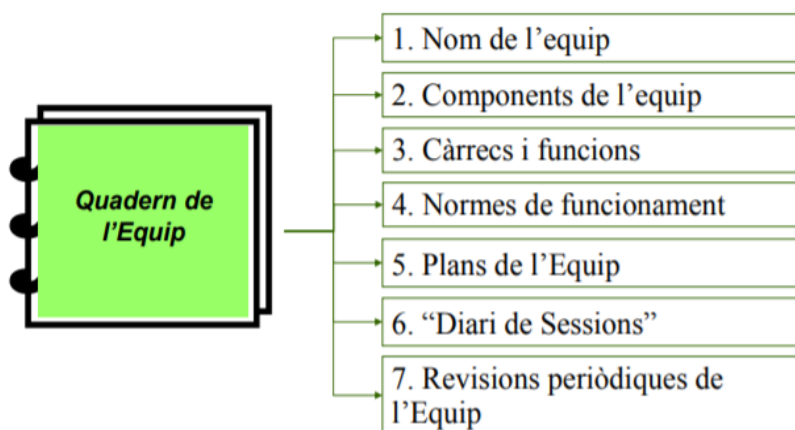 Quadern de
l’Equip
1. Nom de l’equip
2. Components de l’equip
3. Càrrecs i funcions
4. Normes de funcionament
5. Plans de l’Equip
6. “Diari de Sessions”
7. Revisions periòdiques de
l’Equip